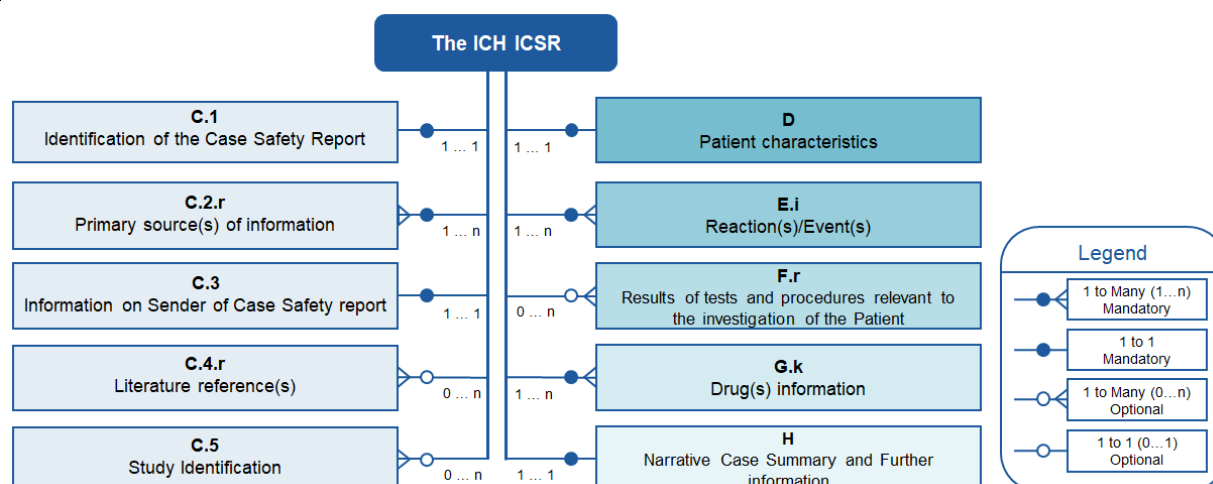 The ICH ICSR
C.1
Identification of the Case Safety Report
1 ... 1
C.2.r
Primary source(s) of information
1 ... n
C.3
Information on Sender of Case Safety report
1 ... 1
C.4.r
Literature reference(s)
0 ... n
C.5
Study Identification
0 ... n
D
Patient characteristics
1 ... 1
E.i
Reaction(s)/Event(s)
1 ... n
F.r
Results of tests and procedures relevant to
the investigation of the Patient
0 ... n
G.k
Drug(s) information
1 ... n
H
Narrative Case Summary and Further
information
1 ... 1
Legend
1 to Many (1...n)
Mandatory
1 to 1
Mandatory
1 to Many (0...n)
Optional
1 to 1 (0...1)
Optional